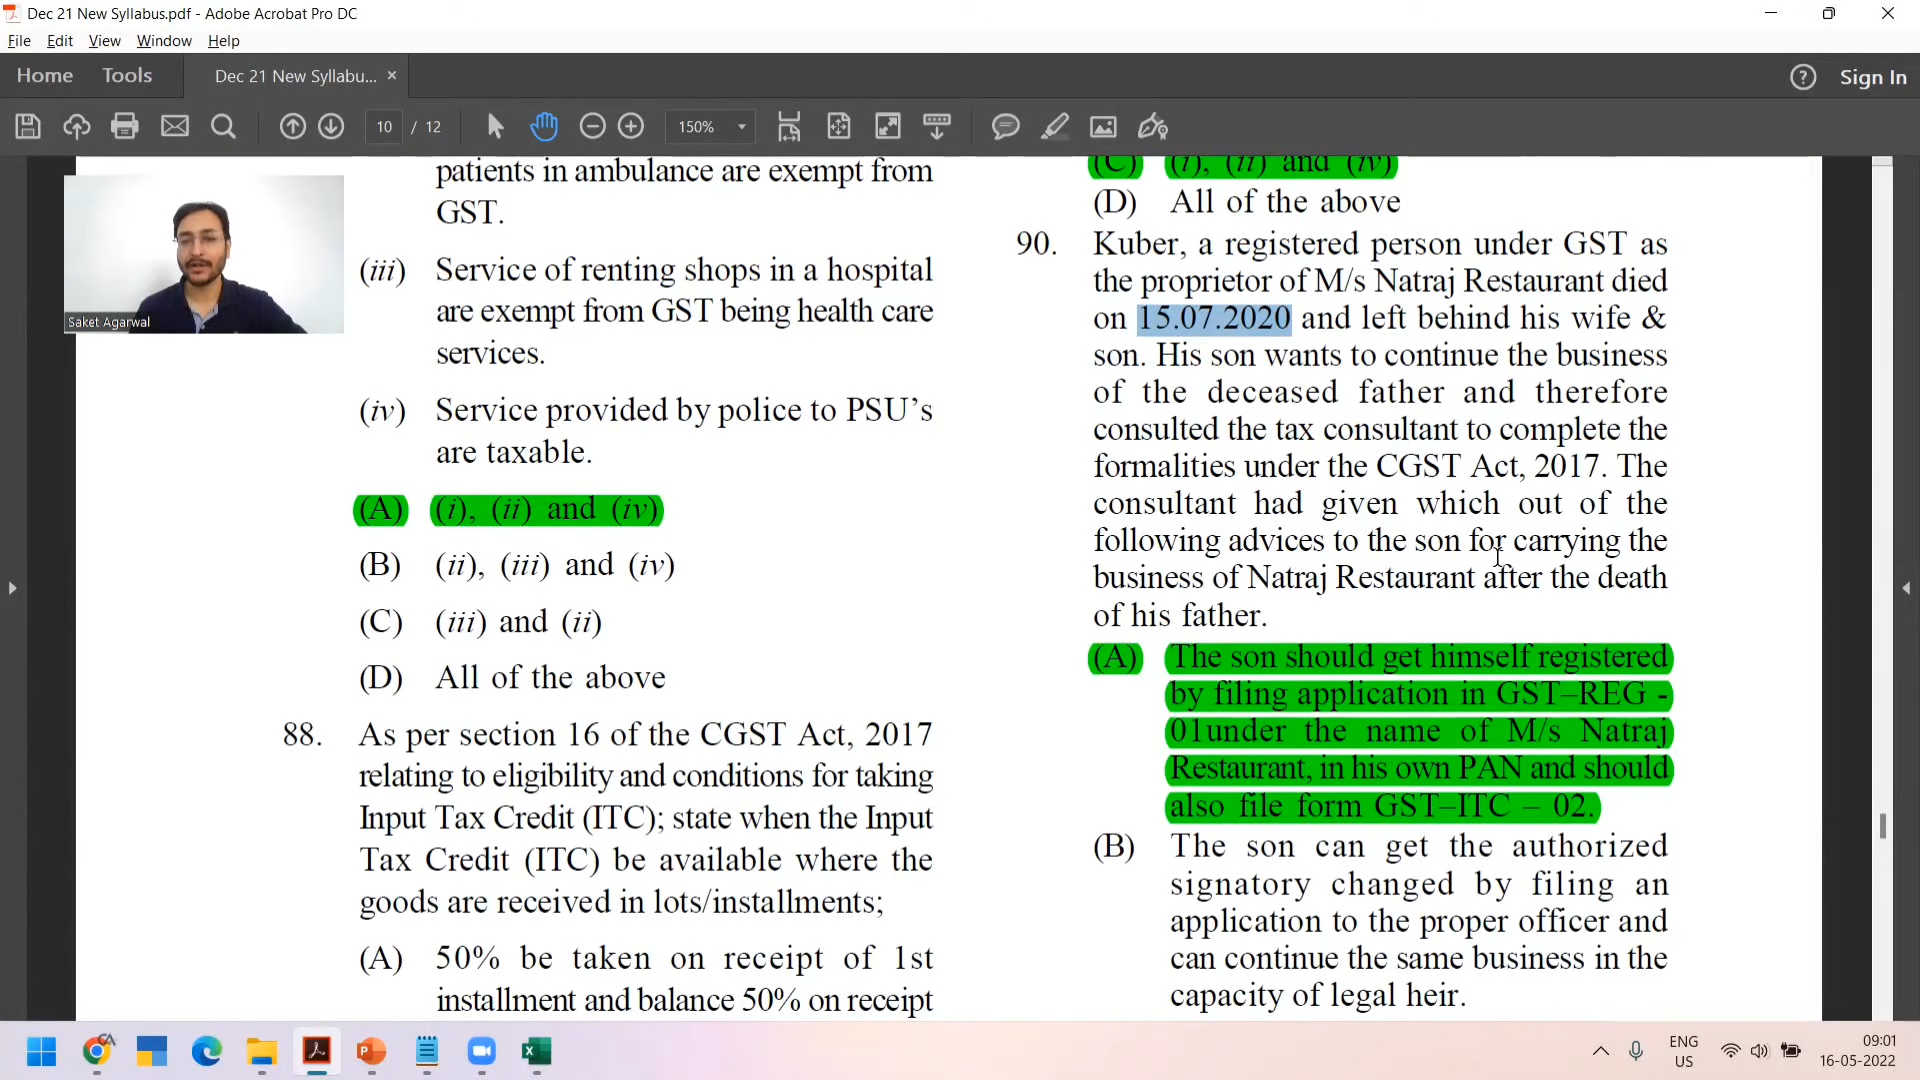 Dec 21 New Syllabus.pdf - Adobe Acrobat Pro DC
File Edit View Window Help
Home Tools Dec 21 New Syllabu... × Sign In
10 / 12 150%
Saket Agarwal
patients in ambulance are exempt from
GST.
(iii) Service of renting shops in a hospital
are exempt from GST being health care
services.
(iv) Service provided by police to PSU's
are taxable.
(A) (i), (ii) and (iv)
(B) (ii), (iii) and (iv)
(C) (iii) and (ii)
(D) All of the above
88. As per section 16 of the CGST Act, 2017
relating to eligibility and conditions for taking
Input Tax Credit (ITC); state when the Input
Tax Credit (ITC) be available where the
goods are received in lots/installments;
(A) 50% be taken on receipt of 1st
installment and balance 50% on receipt
(C) (i), (ii) and (iv)
(D) All of the above
90. Kuber, a registered person under GST as
the proprietor of M/s Natraj Restaurant died
on 15.07.2020 and left behind his wife &
son. His son wants to continue the business
of the deceased father and therefore
consulted the tax consultant to complete the
formalities under the CGST Act, 2017. The
consultant had given which out of the
following advices to the son for carrying the
business of Natraj Restaurant after the death
of his father.
(A) The son should get himself registered
by filing application in GST–REG -
01under the name of M/s Natraj
Restaurant, in his own PAN and should
also file form GST–ITC – 02.
(B) The son can get the authorized
signatory changed by filing an
application to the proper officer and
can continue the same business in the
capacity of legal heir.
ENG
US
09:01
16-05-2022